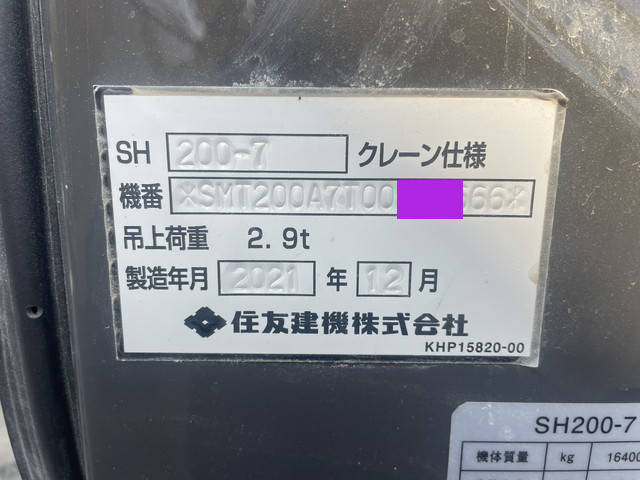 SH 200-7 クレーン仕様
機番 *SMT200A7T00 666*
吊上荷重 2.9t
製造年月 2021 年 12 月
住友建機株式会社
KHP15820-00
SH200-7
機体質量 kg 16400